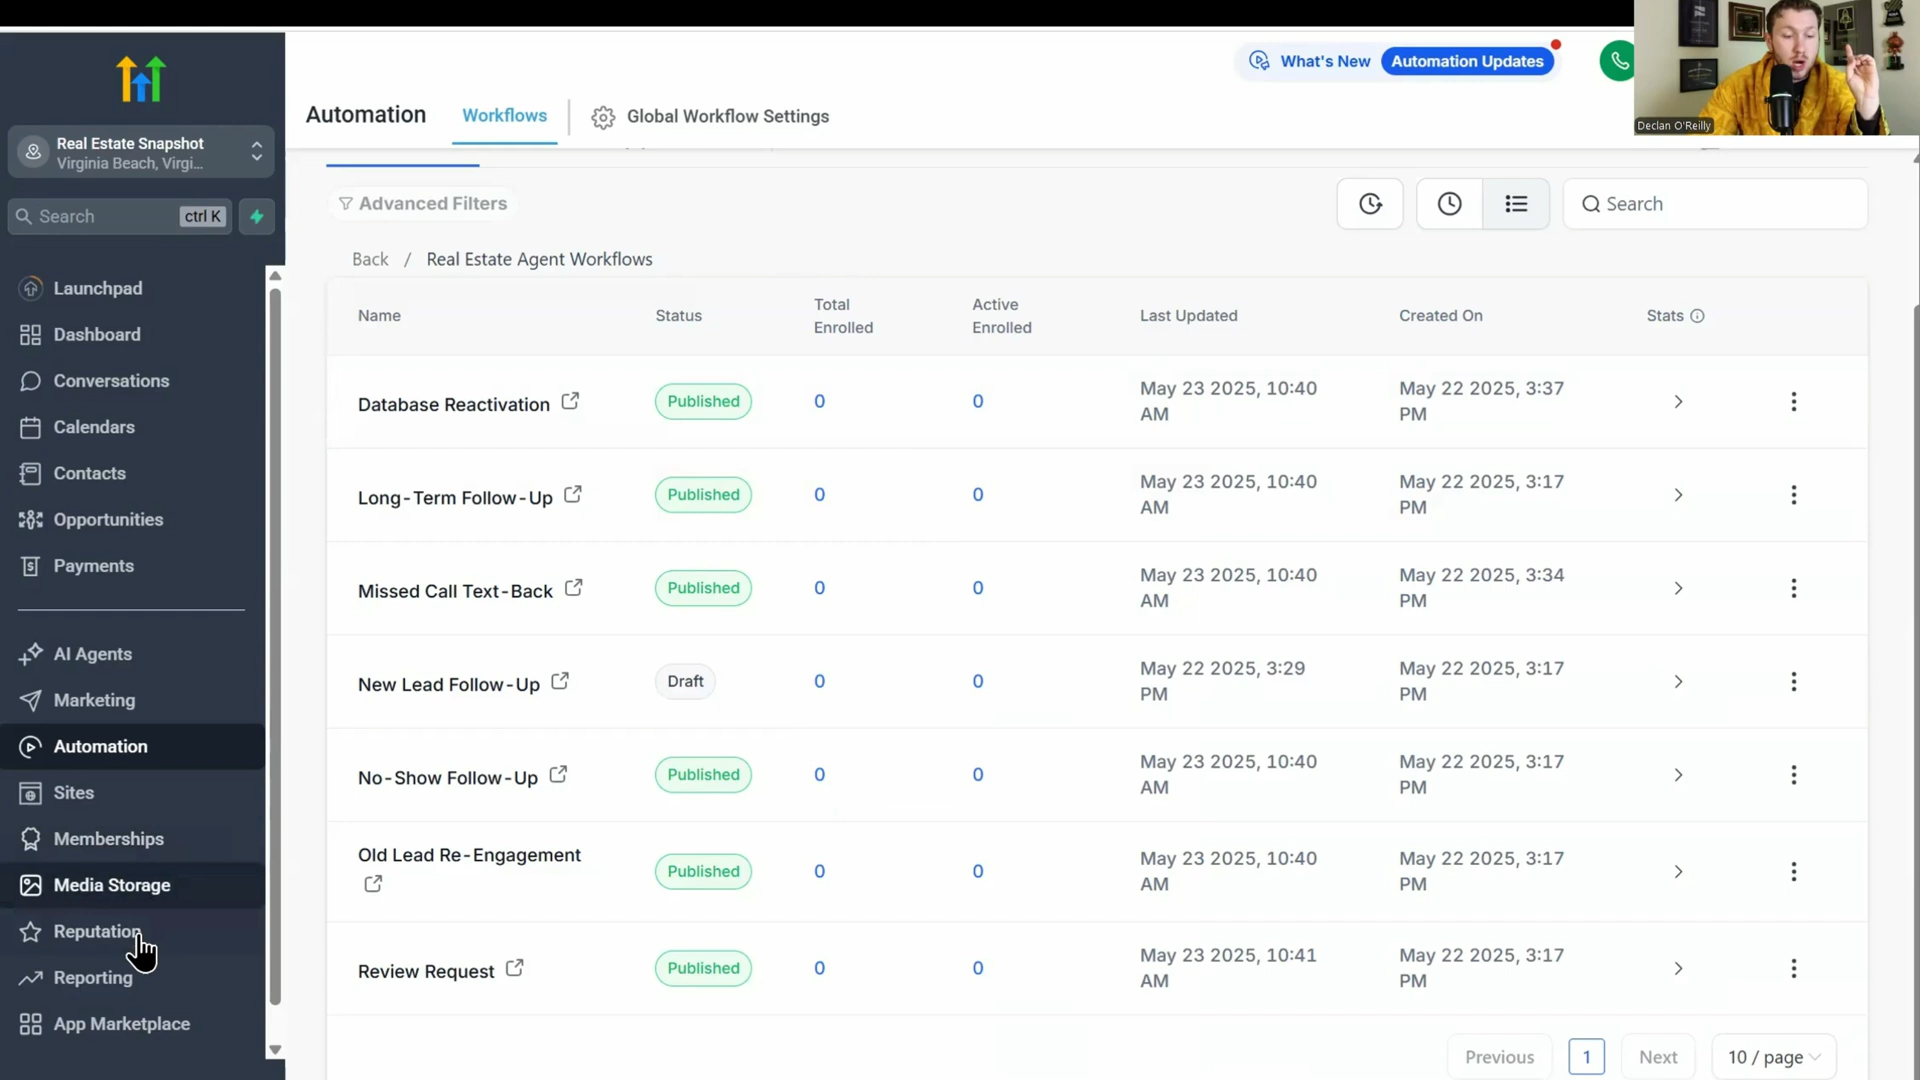 What's New
Automation Updates
Declan O'Reilly
Real Estate Snapshot
Virginia Beach, Virgi...
Search
ctrl K
Launchpad
Dashboard
Conversations
Calendars
Contacts
Opportunities
Payments
AI Agents
Marketing
Automation
Sites
Memberships
Media Storage
Reputation
Reporting
App Marketplace
Automation
Workflows
Global Workflow Settings
Advanced Filters
Search
Back / Real Estate Agent Workflows
Name
Status
Total
Enrolled
Active
Enrolled
Last Updated
Created On
Stats
Database Reactivation
Published
0
0
May 23 2025, 10:40
AM
May 22 2025, 3:37
PM
Long-Term Follow-Up
Published
0
0
May 23 2025, 10:40
AM
May 22 2025, 3:17
PM
Missed Call Text-Back
Published
0
0
May 23 2025, 10:40
AM
May 22 2025, 3:34
PM
New Lead Follow-Up
Draft
0
0
May 22 2025, 3:29
PM
May 22 2025, 3:17
PM
No-Show Follow-Up
Published
0
0
May 23 2025, 10:40
AM
May 22 2025, 3:17
PM
Old Lead Re-Engagement
Published
0
0
May 23 2025, 10:40
AM
May 22 2025, 3:17
PM
Review Request
Published
0
0
May 23 2025, 10:41
AM
May 22 2025, 3:17
PM
Previous
1
Next
10 / page